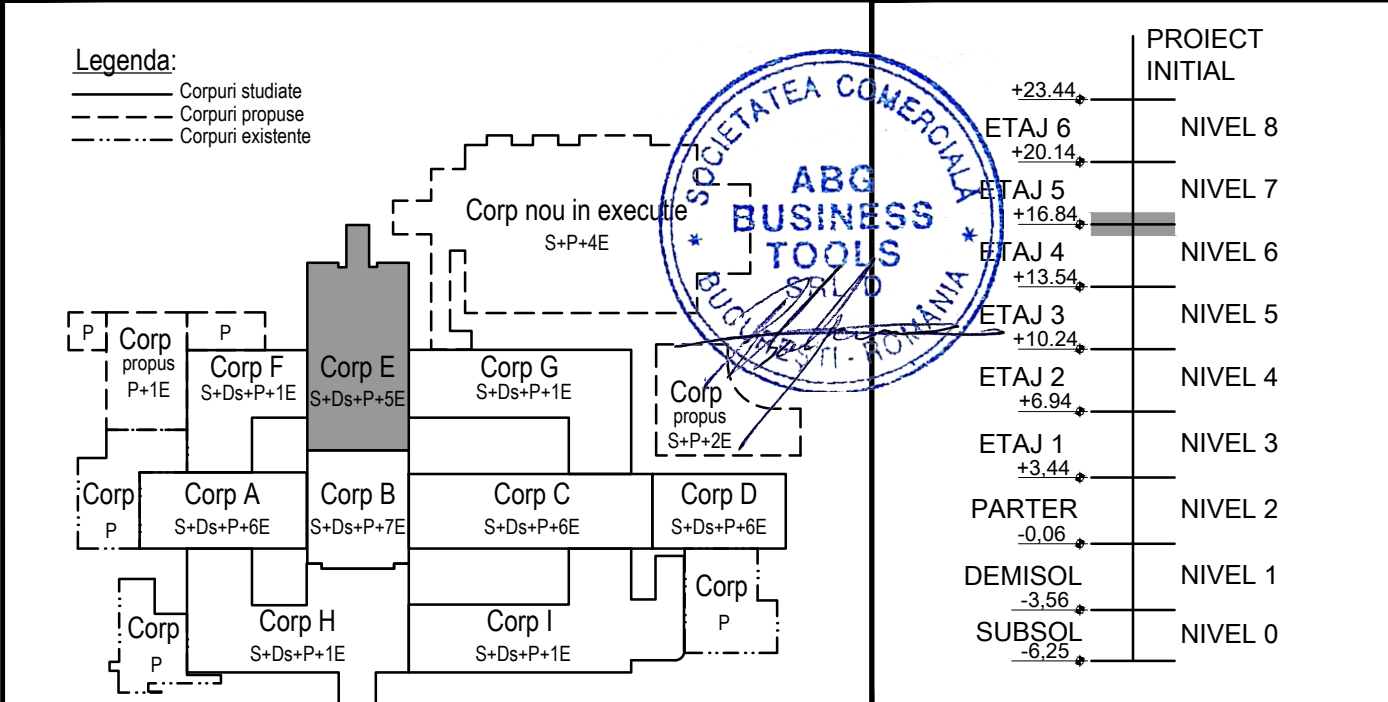 Legenda:
Corpuri studiate
Corpuri propuse
Corpuri existente
Corp nou in executie
S+P+4E
P
Corp
propus
P+1E
P
Corp F
S+Ds+P+1E
Corp E
S+Ds+P+5E
Corp G
S+Ds+P+1E
Corp
propus
S+P+2E
Corp
P
Corp A
S+Ds+P+6E
Corp B
S+Ds+P+7E
Corp C
S+Ds+P+6E
Corp D
S+Ds+P+6E
Corp
P
Corp H
S+Ds+P+1E
Corp I
S+Ds+P+1E
Corp
P
SOCIETATEA COMERCIALĂ
ABG
BUSINESS
TOOLS
SRL-D
* BUCUREȘTI - ROMÂNIA *
PROIECT
INITIAL
+23.44
ETAJ 6 NIVEL 8
+20.14
ETAJ 5 NIVEL 7
+16.84
ETAJ 4 NIVEL 6
+13.54
ETAJ 3 NIVEL 5
+10.24
ETAJ 2 NIVEL 4
+6.94
ETAJ 1 NIVEL 3
+3,44
PARTER NIVEL 2
-0,06
DEMISOL NIVEL 1
-3,56
SUBSOL NIVEL 0
-6,25